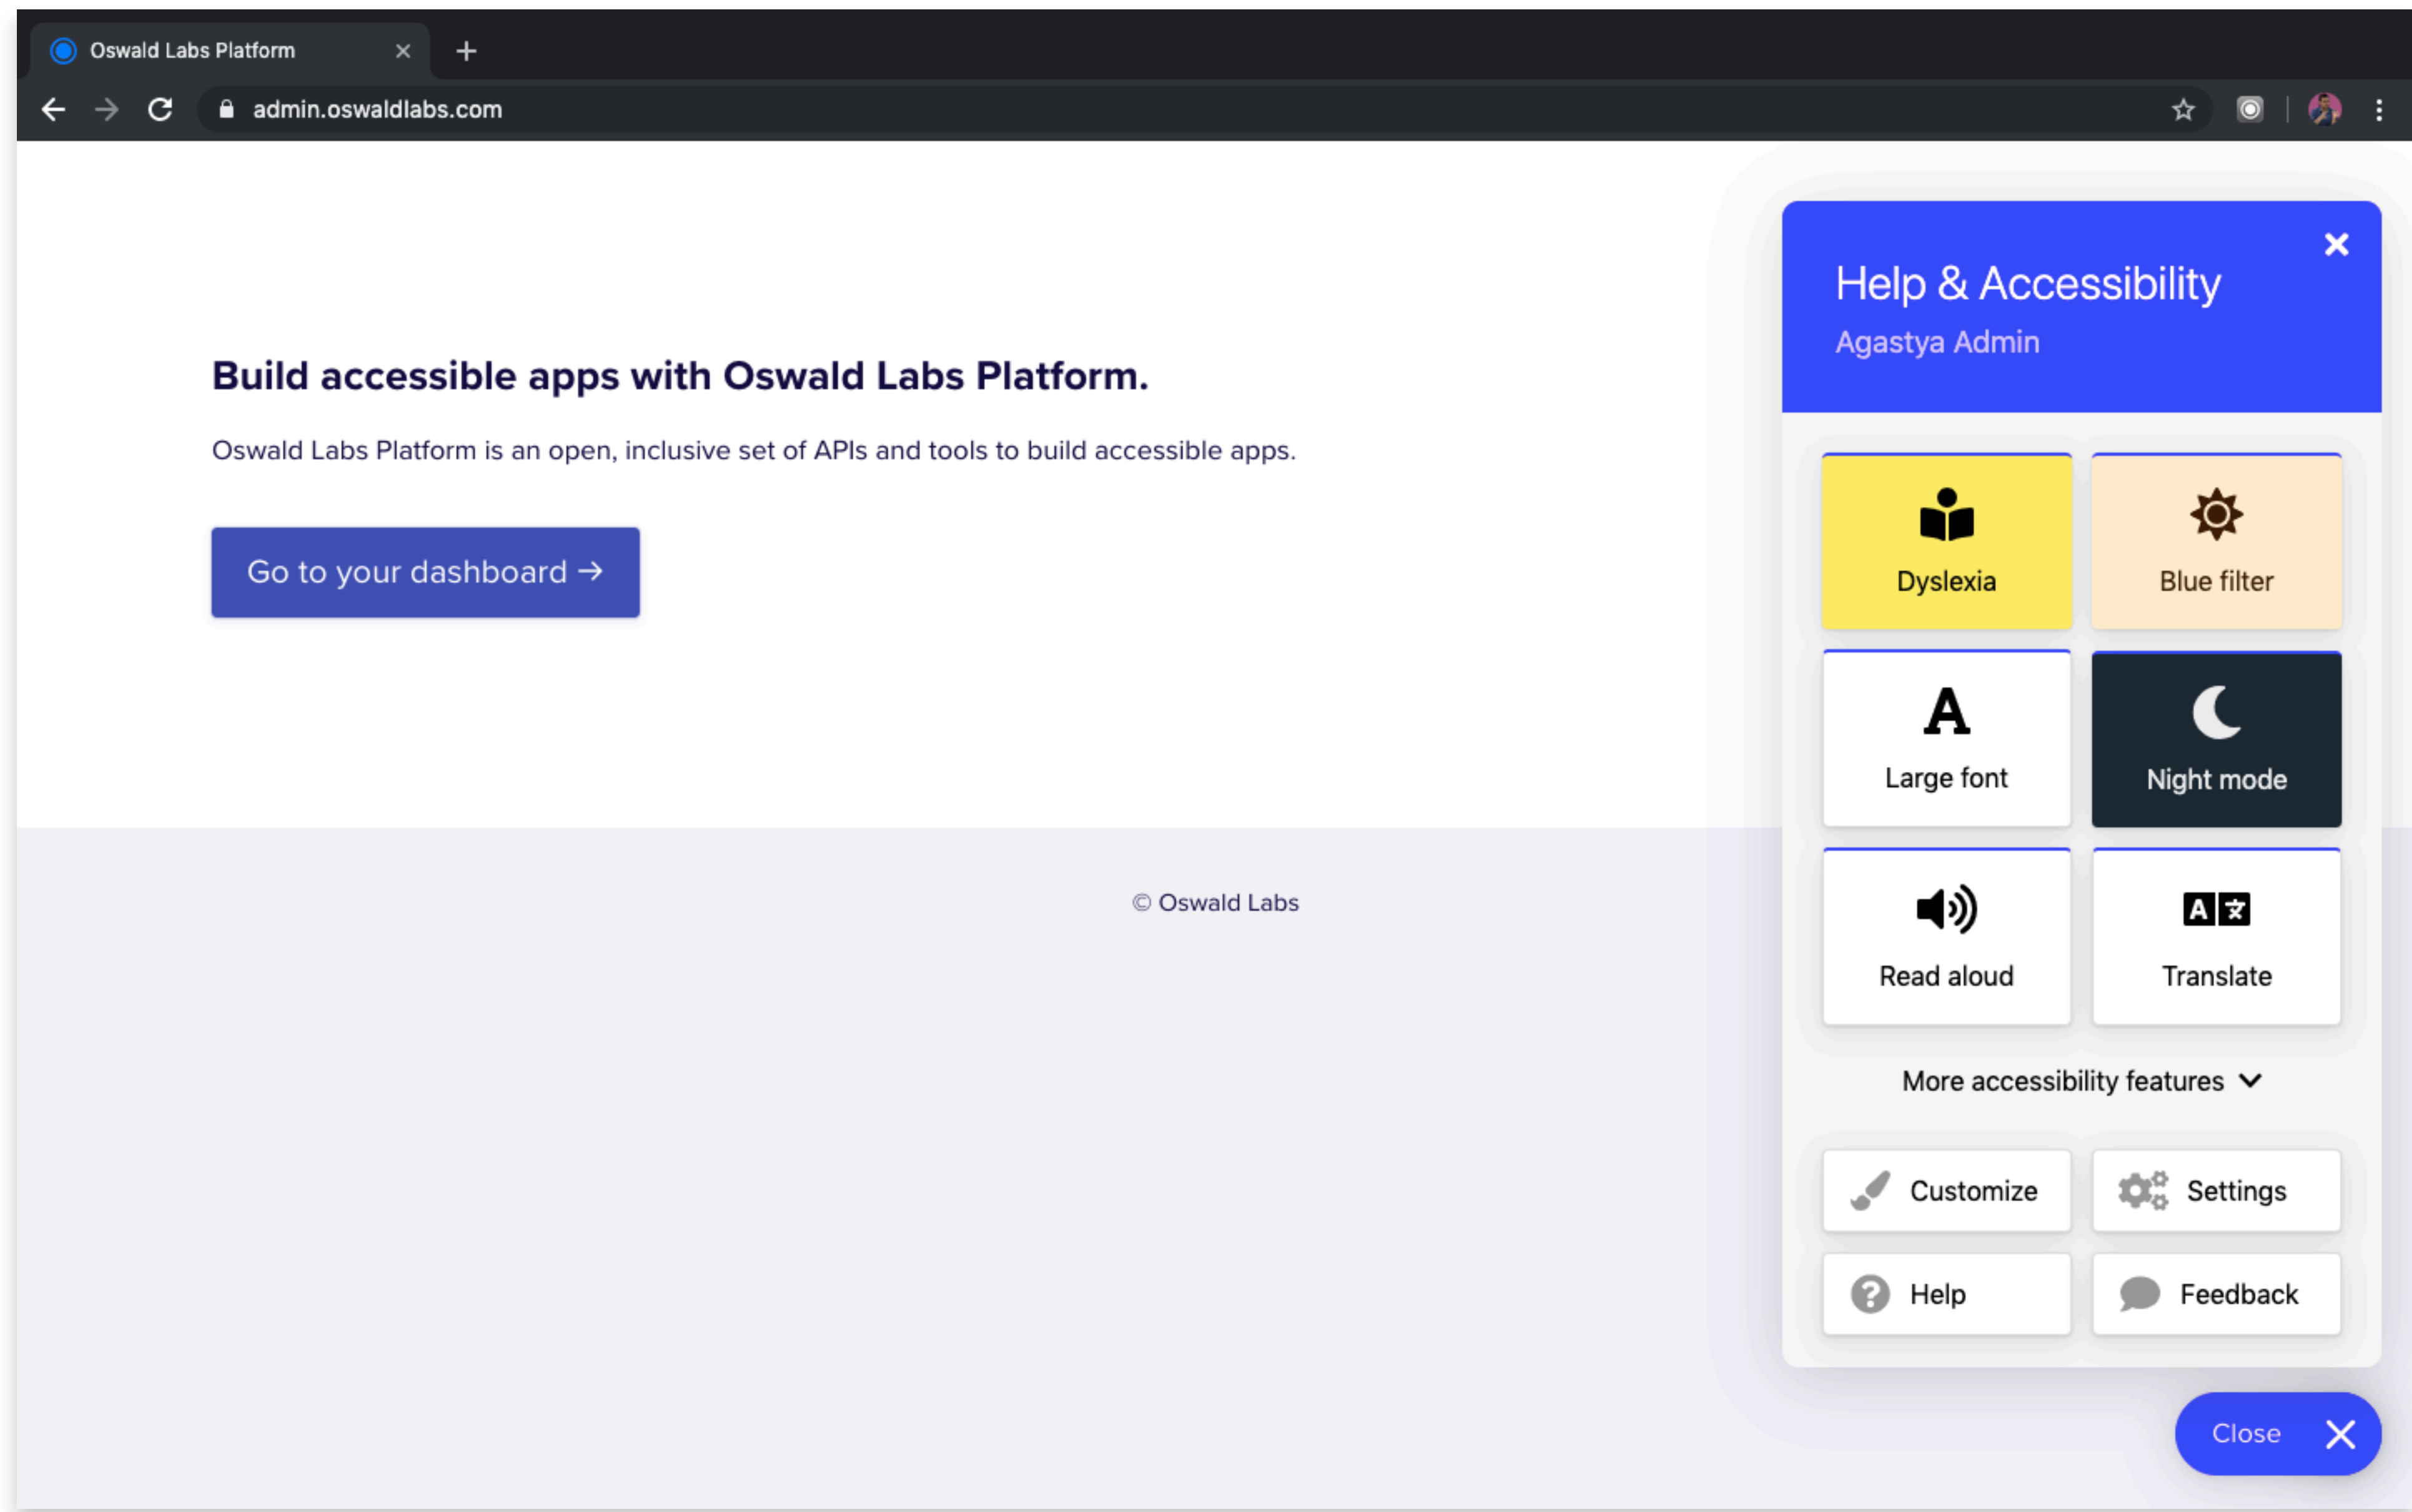 Oswald Labs Platform
admin.oswaldlabs.com
Build accessible apps with Oswald Labs Platform.
Oswald Labs Platform is an open, inclusive set of APIs and tools to build accessible apps.
Go to your dashboard →
© Oswald Labs
Help & Accessibility
Agastya Admin
Dyslexia
Blue filter
A
Large font
Night mode
Read aloud
A 文
Translate
More accessibility features
Customize
Settings
Help
Feedback
Close